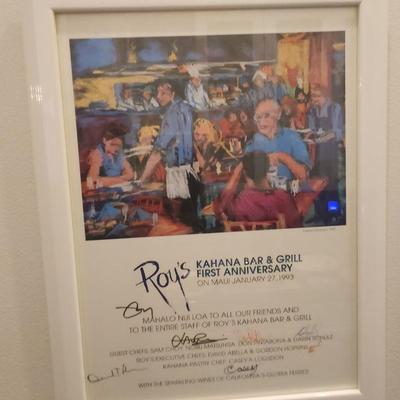 Roy's KAHANA BAR & GRILL
FIRST ANNIVERSARY
ON MAUI JANUARY 27, 1993
MAHALO NUI LOA TO ALL OUR FRIENDS AND
TO THE ENTIRE STAFF OF ROY'S KAHANA BAR & GRILL
GUEST CHEFS: SAM CHOY, NOBU MATSUHISA, DON PINTABONA & DARIN SCHULZ
ROY'S EXECUTIVE CHEFS: DAVID ABELLA & GORDON HOPKINS
KAHANA PASTRY CHEF: CASEY A. LOGSDON
Casey
WITH THE SPARKLING WINES OF CALIFORNIA'S GLORIA FERRER